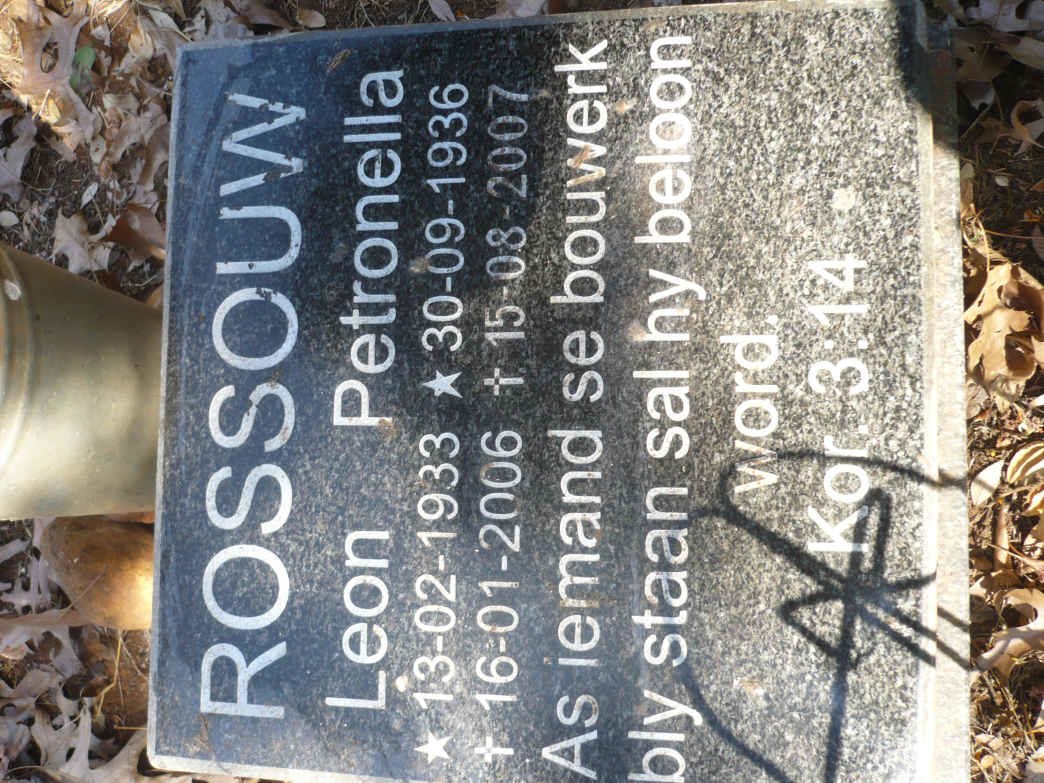 ROSSOUW
Leon Petronella
★ 13-02-1933 ★ 30-09-1936
✝ 16-01-2006 ✝ 15-08-2007
As iemand se bouwerk
bly staan sal hy beloon
word.
Kor. 3:14